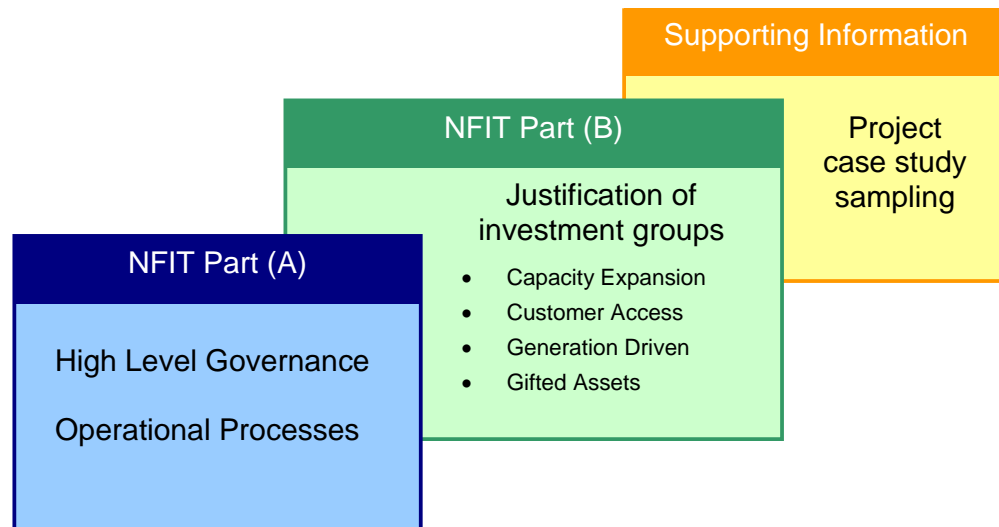 Supporting Information
Project
case study
sampling
NFIT Part (B)
Justification of
investment groups
• Capacity Expansion
• Customer Access
• Generation Driven
• Gifted Assets
NFIT Part (A)
High Level Governance
Operational Processes